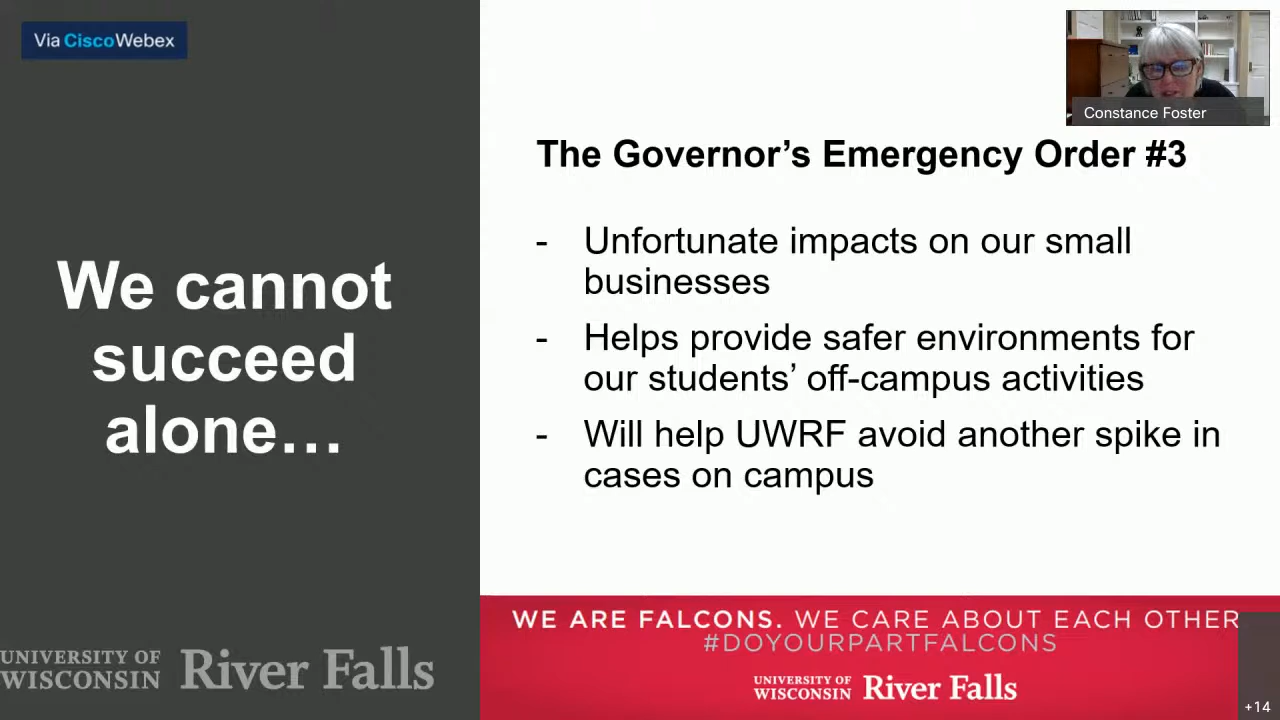 Via CiscoWebex
Constance Foster
We cannot
succeed
alone…
The Governor’s Emergency Order #3
- Unfortunate impacts on our small
businesses
- Helps provide safer environments for
our students’ off-campus activities
- Will help UWRF avoid another spike in
cases on campus
WE ARE FALCONS. WE CARE ABOUT EACH OTHER
#DOYOURPARTFALCONS
UNIVERSITY OF
WISCONSIN River Falls
UNIVERSITY OF
WISCONSIN River Falls
+14